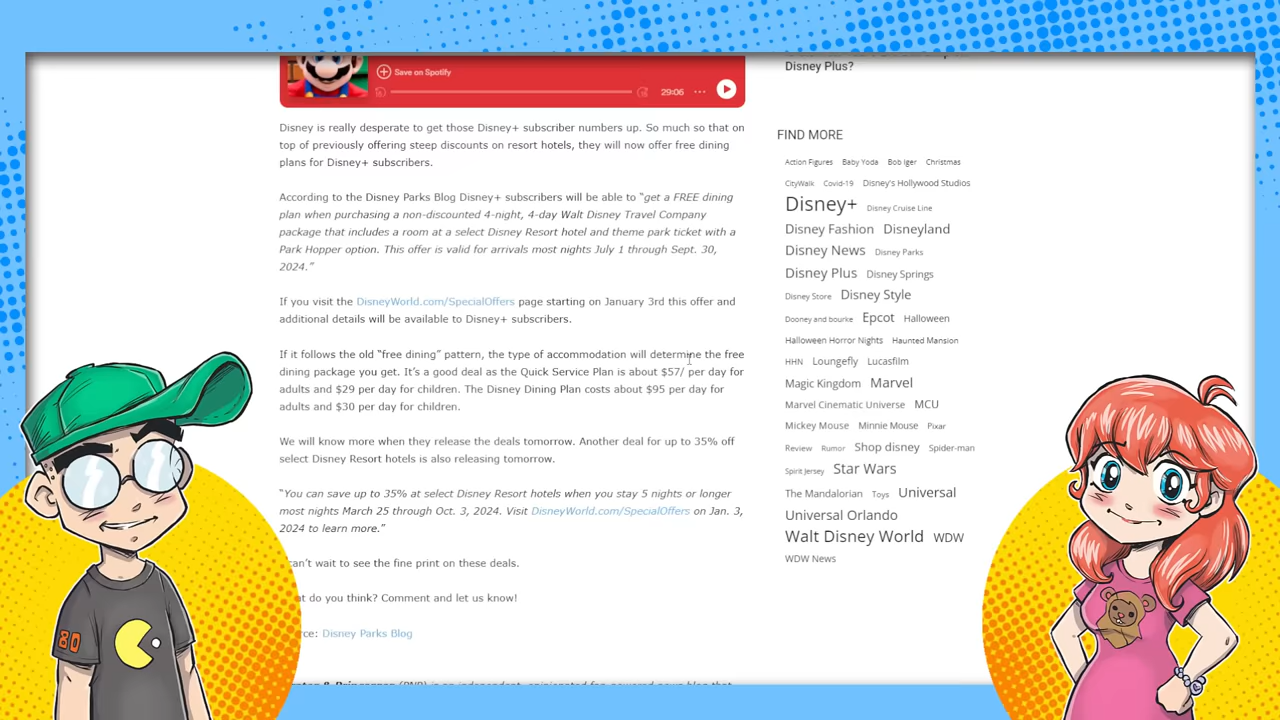 Save on Spotify
29:06
Disney is really desperate to get those Disney+ subscriber numbers up. So much so that on
top of previously offering steep discounts on resort hotels, they will now offer free dining
plans for Disney+ subscribers.
According to the Disney Parks Blog Disney+ subscribers will be able to “get a FREE dining
plan when purchasing a non-discounted 4-night, 4-day Walt Disney Travel Company
package that includes a room at a select Disney Resort hotel and theme park ticket with a
Park Hopper option. This offer is valid for arrivals most nights July 1 through Sept. 30,
2024.”
If you visit the DisneyWorld.com/SpecialOffers page starting on January 3rd this offer and
additional details will be available to Disney+ subscribers.
If it follows the old “free dining” pattern, the type of accommodation will determine the free
dining package you get. It’s a good deal as the Quick Service Plan is about $57/ per day for
adults and $29 per day for children. The Disney Dining Plan costs about $95 per day for
adults and $30 per day for children.
We will know more when they release the deals tomorrow. Another deal for up to 35% off
select Disney Resort hotels is also releasing tomorrow.
“You can save up to 35% at select Disney Resort hotels when you stay 5 nights or longer
most nights March 25 through Oct. 3, 2024. Visit DisneyWorld.com/SpecialOffers on Jan. 3,
2024 to learn more.”
can’t wait to see the fine print on these deals.
do you think? Comment and let us know!
Disney Parks Blog
Disney Plus?
FIND MORE
Action Figures Baby Yoda Bob Iger Christmas
CityWalk Covid-19 Disney's Hollywood Studios
Disney+ Disney Cruise Line
Disney Fashion Disneyland
Disney News Disney Parks
Disney Plus Disney Springs
Disney Store Disney Style
Dooney and bourke Epcot Halloween
Halloween Horror Nights Haunted Mansion
HHN Loungefly Lucasfilm
Magic Kingdom Marvel
Marvel Cinematic Universe MCU
Mickey Mouse Minnie Mouse Pixar
Review Rumor Shop disney Spider-man
Spirit Jersey Star Wars
The Mandalorian Toys Universal
Universal Orlando
Walt Disney World WDW
WDW News
80